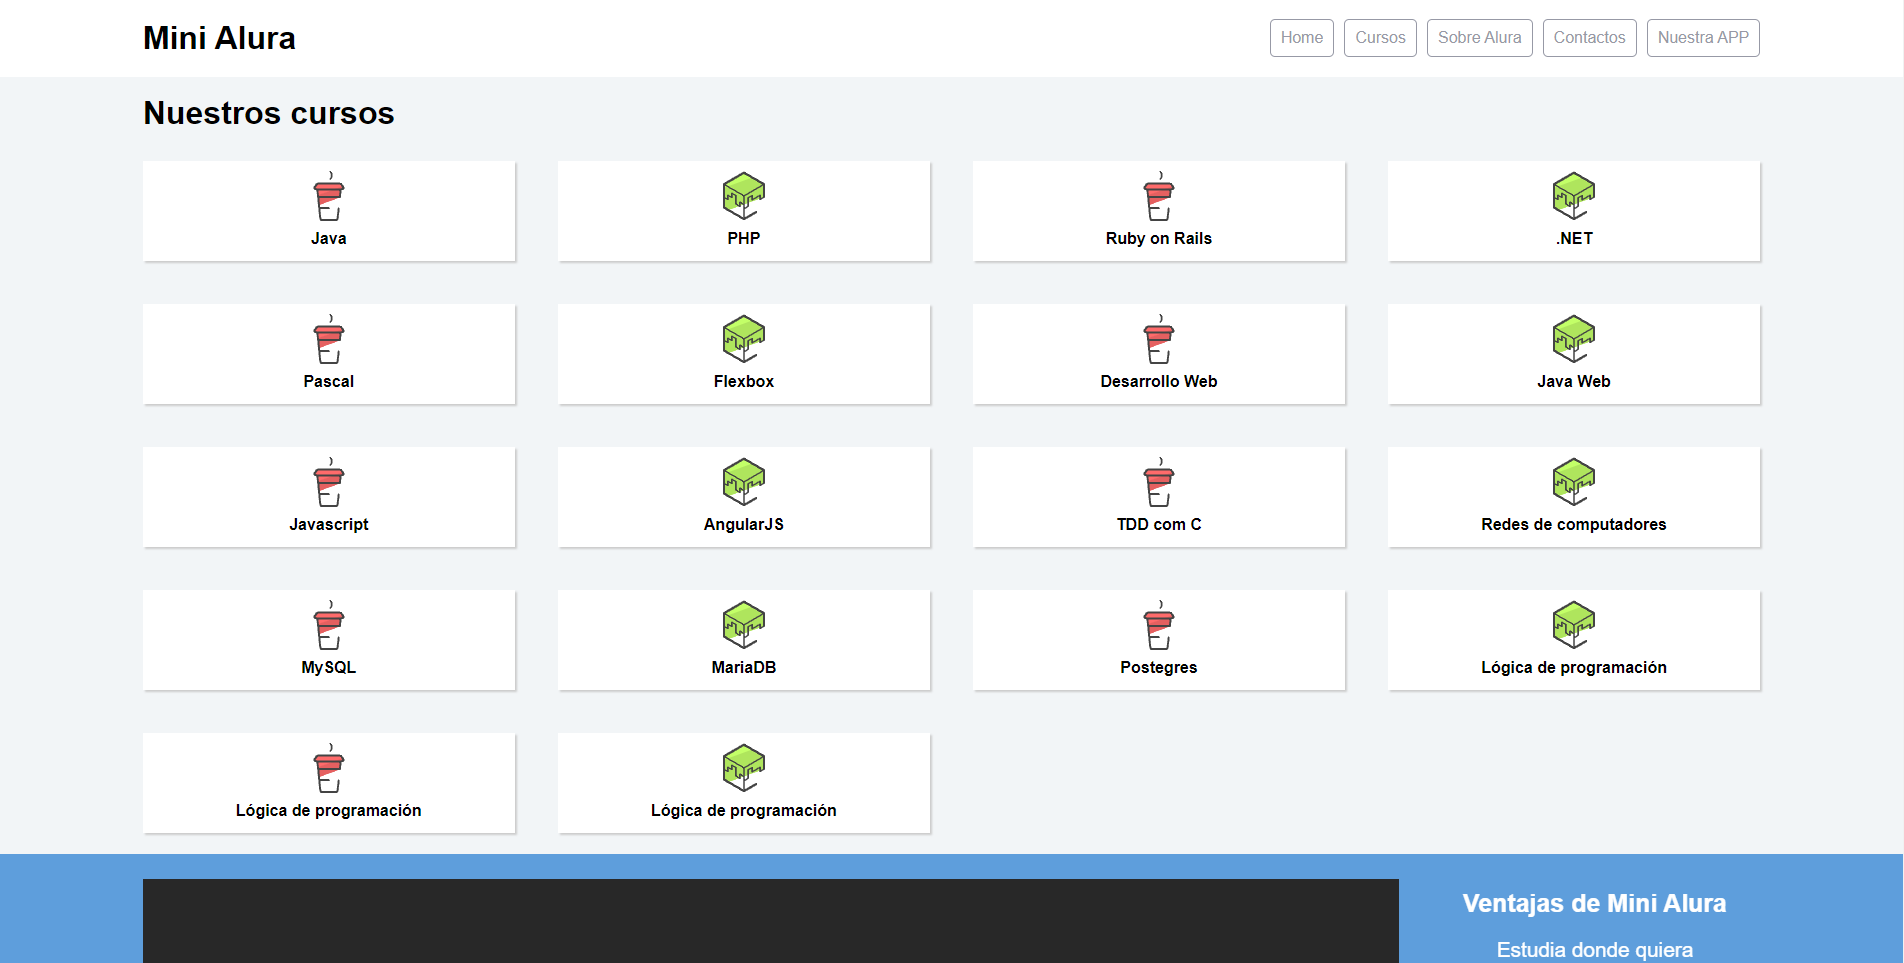 Mini Alura
Home Cursos Sobre Alura Contactos Nuestra APP
Nuestros cursos
Java PHP Ruby on Rails .NET
Pascal Flexbox Desarrollo Web Java Web
Javascript AngularJS TDD com C Redes de computadores
MySQL MariaDB Postegres Lógica de programación
Lógica de programación Lógica de programación
Ventajas de Mini Alura
Estudia donde quiera